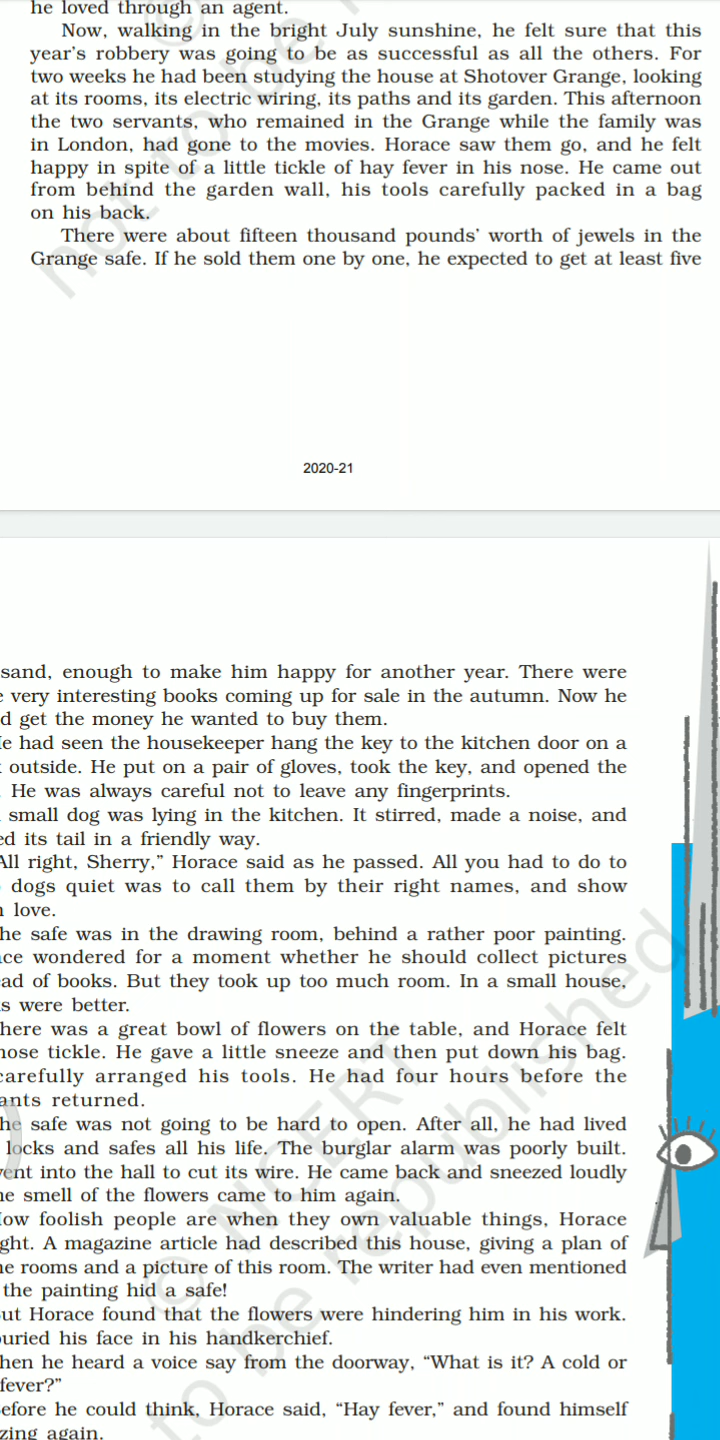 he loved through an agent.
Now, walking in the bright July sunshine, he felt sure that this
year's robbery was going to be as successful as all the others. For
two weeks he had been studying the house at Shotover Grange, looking
at its rooms, its electric wiring, its paths and its garden. This afternoon
the two servants, who remained in the Grange while the family was
in London, had gone to the movies. Horace saw them go, and he felt
happy in spite of a little tickle of hay fever in his nose. He came out
from behind the garden wall, his tools carefully packed in a bag
on his back.
There were about fifteen thousand pounds' worth of jewels in the
Grange safe. If he sold them one by one, he expected to get at least five
2020-21
sand, enough to make him happy for another year. There were
very interesting books coming up for sale in the autumn. Now he
d get the money he wanted to buy them.
e had seen the housekeeper hang the key to the kitchen door on a
outside. He put on a pair of gloves, took the key, and opened the
He was always careful not to leave any fingerprints.
small dog was lying in the kitchen. It stirred, made a noise, and
ed its tail in a friendly way.
All right, Sherry,” Horace said as he passed. All you had to do to
dogs quiet was to call them by their right names, and show
love.
he safe was in the drawing room, behind a rather poor painting.
ce wondered for a moment whether he should collect pictures
ead of books. But they took up too much room. In a small house,
s were better.
here was a great bowl of flowers on the table, and Horace felt
nose tickle. He gave a little sneeze and then put down his bag.
carefully arranged his tools. He had four hours before the
ants returned.
he safe was not going to be hard to open. After all, he had lived
locks and safes all his life. The burglar alarm was poorly built.
ent into the hall to cut its wire. He came back and sneezed loudly
he smell of the flowers came to him again.
ow foolish people are when they own valuable things, Horace
ght. A magazine article had described this house, giving a plan of
he rooms and a picture of this room. The writer had even mentioned
the painting hid a safe!
ut Horace found that the flowers were hindering him in his work.
uried his face in his handkerchief.
hen he heard a voice say from the doorway, “What is it? A cold or
fever?”
efore he could think, Horace said, “Hay fever,” and found himself
zing again.
© NCERT
not to be republished